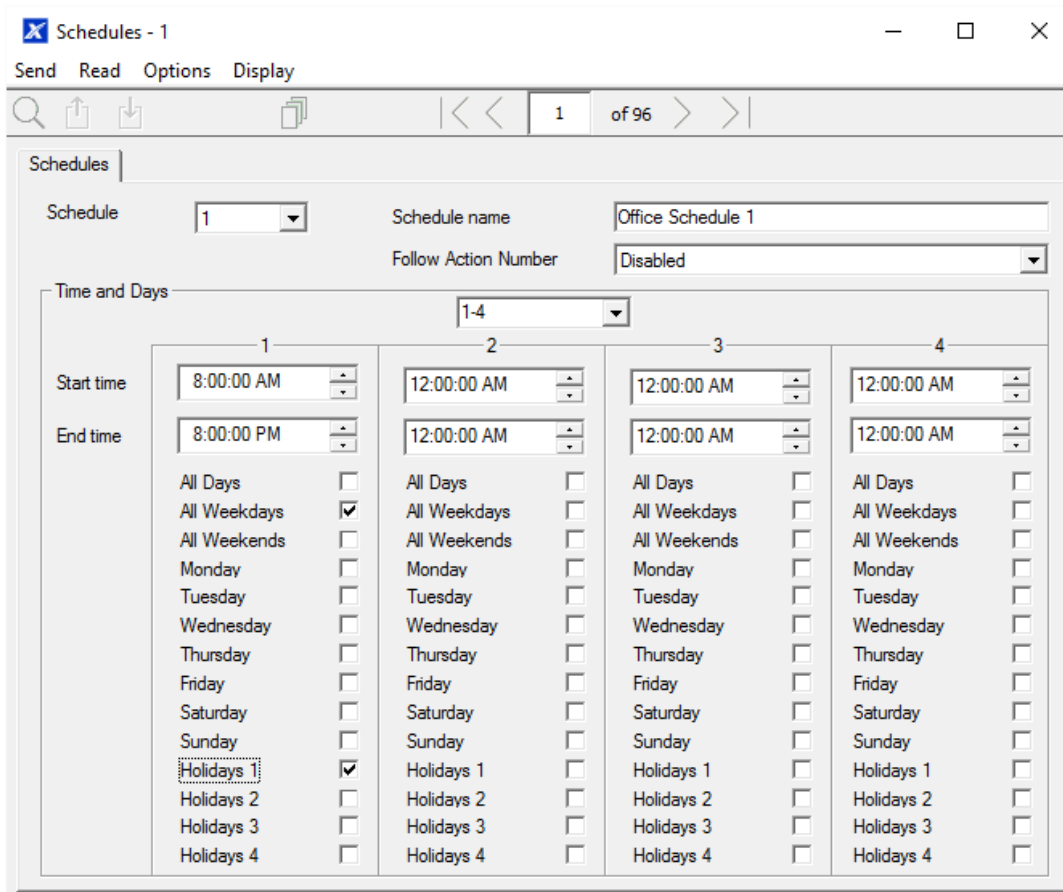 Schedules - 1
Send Read Options Display
1 of 96
Schedules
Schedule 1 Schedule name Office Schedule 1
Follow Action Number Disabled
Time and Days
1-4
1 2 3 4
Start time 8:00:00 AM 12:00:00 AM 12:00:00 AM 12:00:00 AM
End time 8:00:00 PM 12:00:00 AM 12:00:00 AM 12:00:00 AM
All Days All Days All Days All Days
All Weekdays All Weekdays All Weekdays All Weekdays
All Weekends All Weekends All Weekends All Weekends
Monday Monday Monday Monday
Tuesday Tuesday Tuesday Tuesday
Wednesday Wednesday Wednesday Wednesday
Thursday Thursday Thursday Thursday
Friday Friday Friday Friday
Saturday Saturday Saturday Saturday
Sunday Sunday Sunday Sunday
Holidays 1 Holidays 1 Holidays 1 Holidays 1
Holidays 2 Holidays 2 Holidays 2 Holidays 2
Holidays 3 Holidays 3 Holidays 3 Holidays 3
Holidays 4 Holidays 4 Holidays 4 Holidays 4